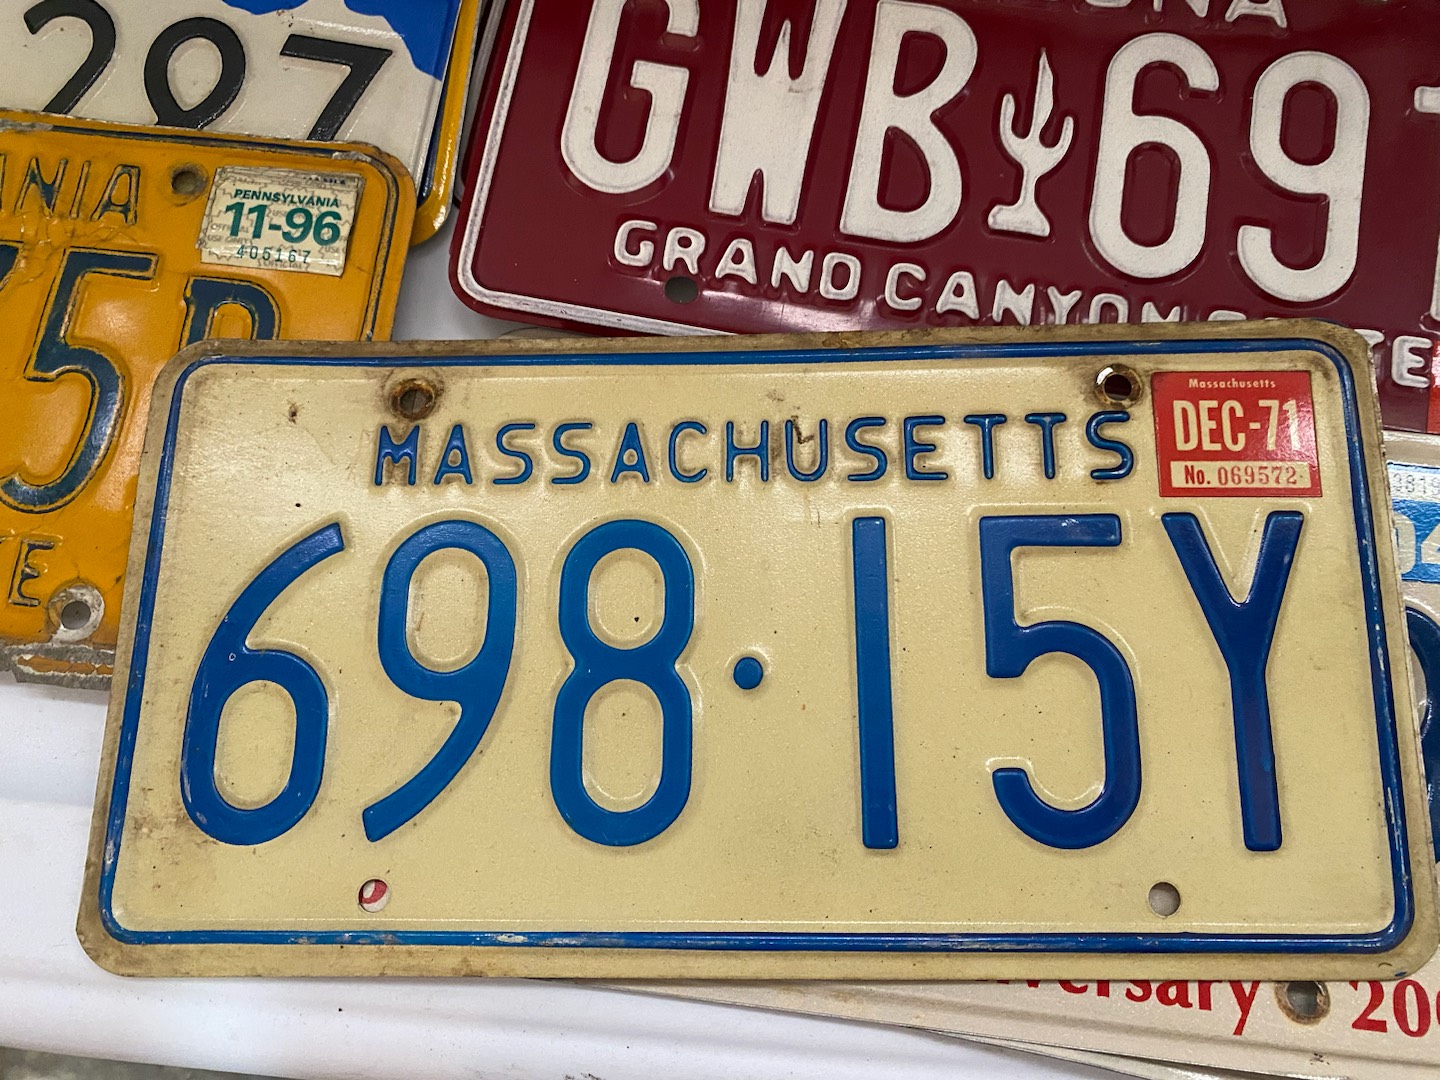 297
PENNSYLVANIA
11-96
405167
GWB 69
GRAND CANYON
MASSACHUSETTS
Massachusetts
DEC-71
No. 069572
698·15Y